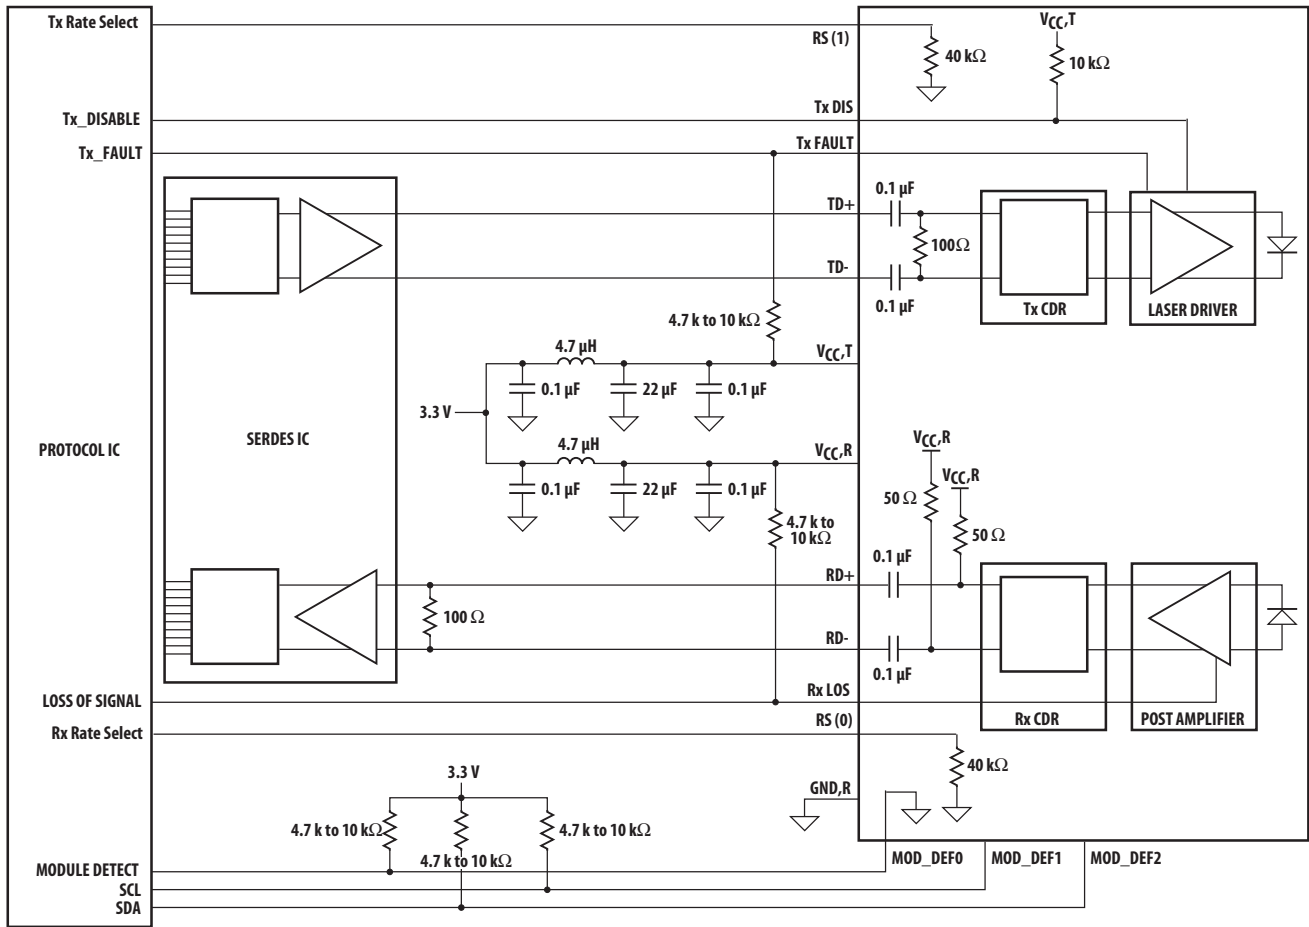 Tx Rate Select
RS (1)
40 kΩ
VCC,T
10 kΩ
Tx_DISABLE
Tx DIS
Tx_FAULT
Tx FAULT
TD+
0.1 µF
100Ω
TD-
0.1 µF
Tx CDR
LASER DRIVER
4.7 k to 10 kΩ
VCC,T
4.7 µH
0.1 µF
22 µF
0.1 µF
3.3 V
PROTOCOL IC
SERDES IC
4.7 µH
VCC,R
0.1 µF
22 µF
0.1 µF
4.7 k to
10 kΩ
VCC,R
VCC,R
50 Ω
50 Ω
RD+
0.1 µF
100 Ω
RD-
0.1 µF
Rx CDR
POST AMPLIFIER
LOSS OF SIGNAL
Rx LOS
Rx Rate Select
RS (0)
40 kΩ
GND,R
3.3 V
4.7 k to 10 kΩ
4.7 k to 10 kΩ
4.7 k to 10 kΩ
MODULE DETECT
SCL
SDA
MOD_DEF0
MOD_DEF1
MOD_DEF2